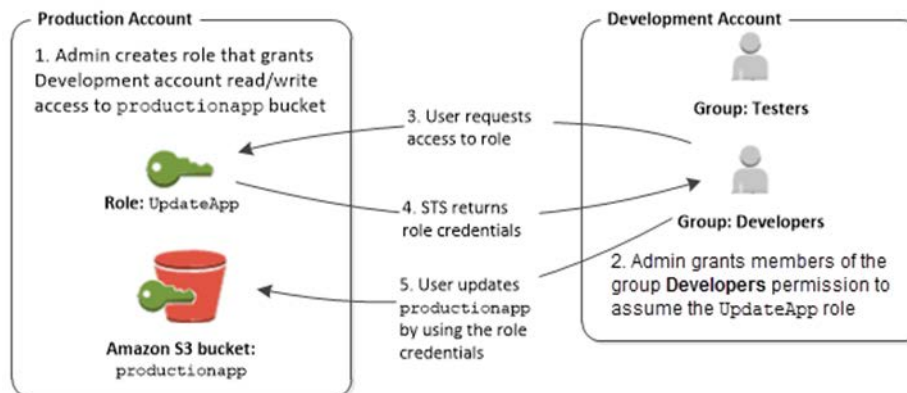 Production Account
1. Admin creates role that grants
Development account read/write
access to productionapp bucket
Role: UpdateApp
Amazon S3 bucket:
productionapp
3. User requests
access to role
4. STS returns
role credentials
5. User updates
productionapp
by using the role
credentials
Development Account
Group: Testers
Group: Developers
2. Admin grants members of the
group Developers permission to
assume the UpdateApp role